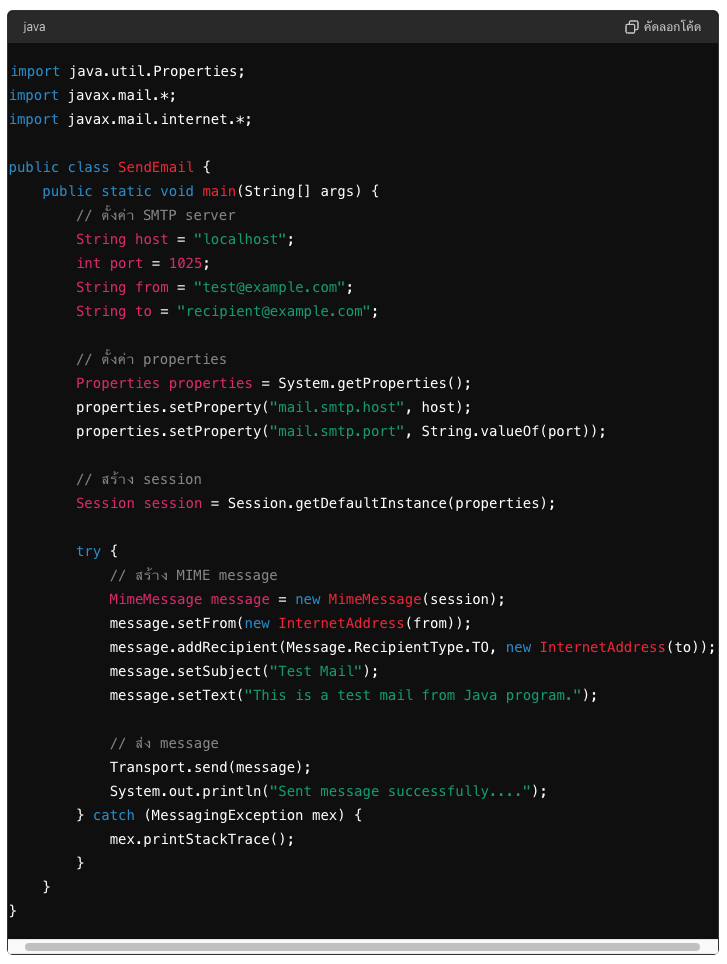 java
คัดลอกโค้ด
import java.util.Properties;
import javax.mail.*;
import javax.mail.internet.*;

public class SendEmail {
    public static void main(String[] args) {
        // ตั้งค่า SMTP server
        String host = "localhost";
        int port = 1025;
        String from = "test@example.com";
        String to = "recipient@example.com";

        // ตั้งค่า properties
        Properties properties = System.getProperties();
        properties.setProperty("mail.smtp.host", host);
        properties.setProperty("mail.smtp.port", String.valueOf(port));

        // สร้าง session
        Session session = Session.getDefaultInstance(properties);

        try {
            // สร้าง MIME message
            MimeMessage message = new MimeMessage(session);
            message.setFrom(new InternetAddress(from));
            message.addRecipient(Message.RecipientType.TO, new InternetAddress(to));
            message.setSubject("Test Mail");
            message.setText("This is a test mail from Java program.");

            // ส่ง message
            Transport.send(message);
            System.out.println("Sent message successfully....");
        } catch (MessagingException mex) {
            mex.printStackTrace();
        }
    }
}